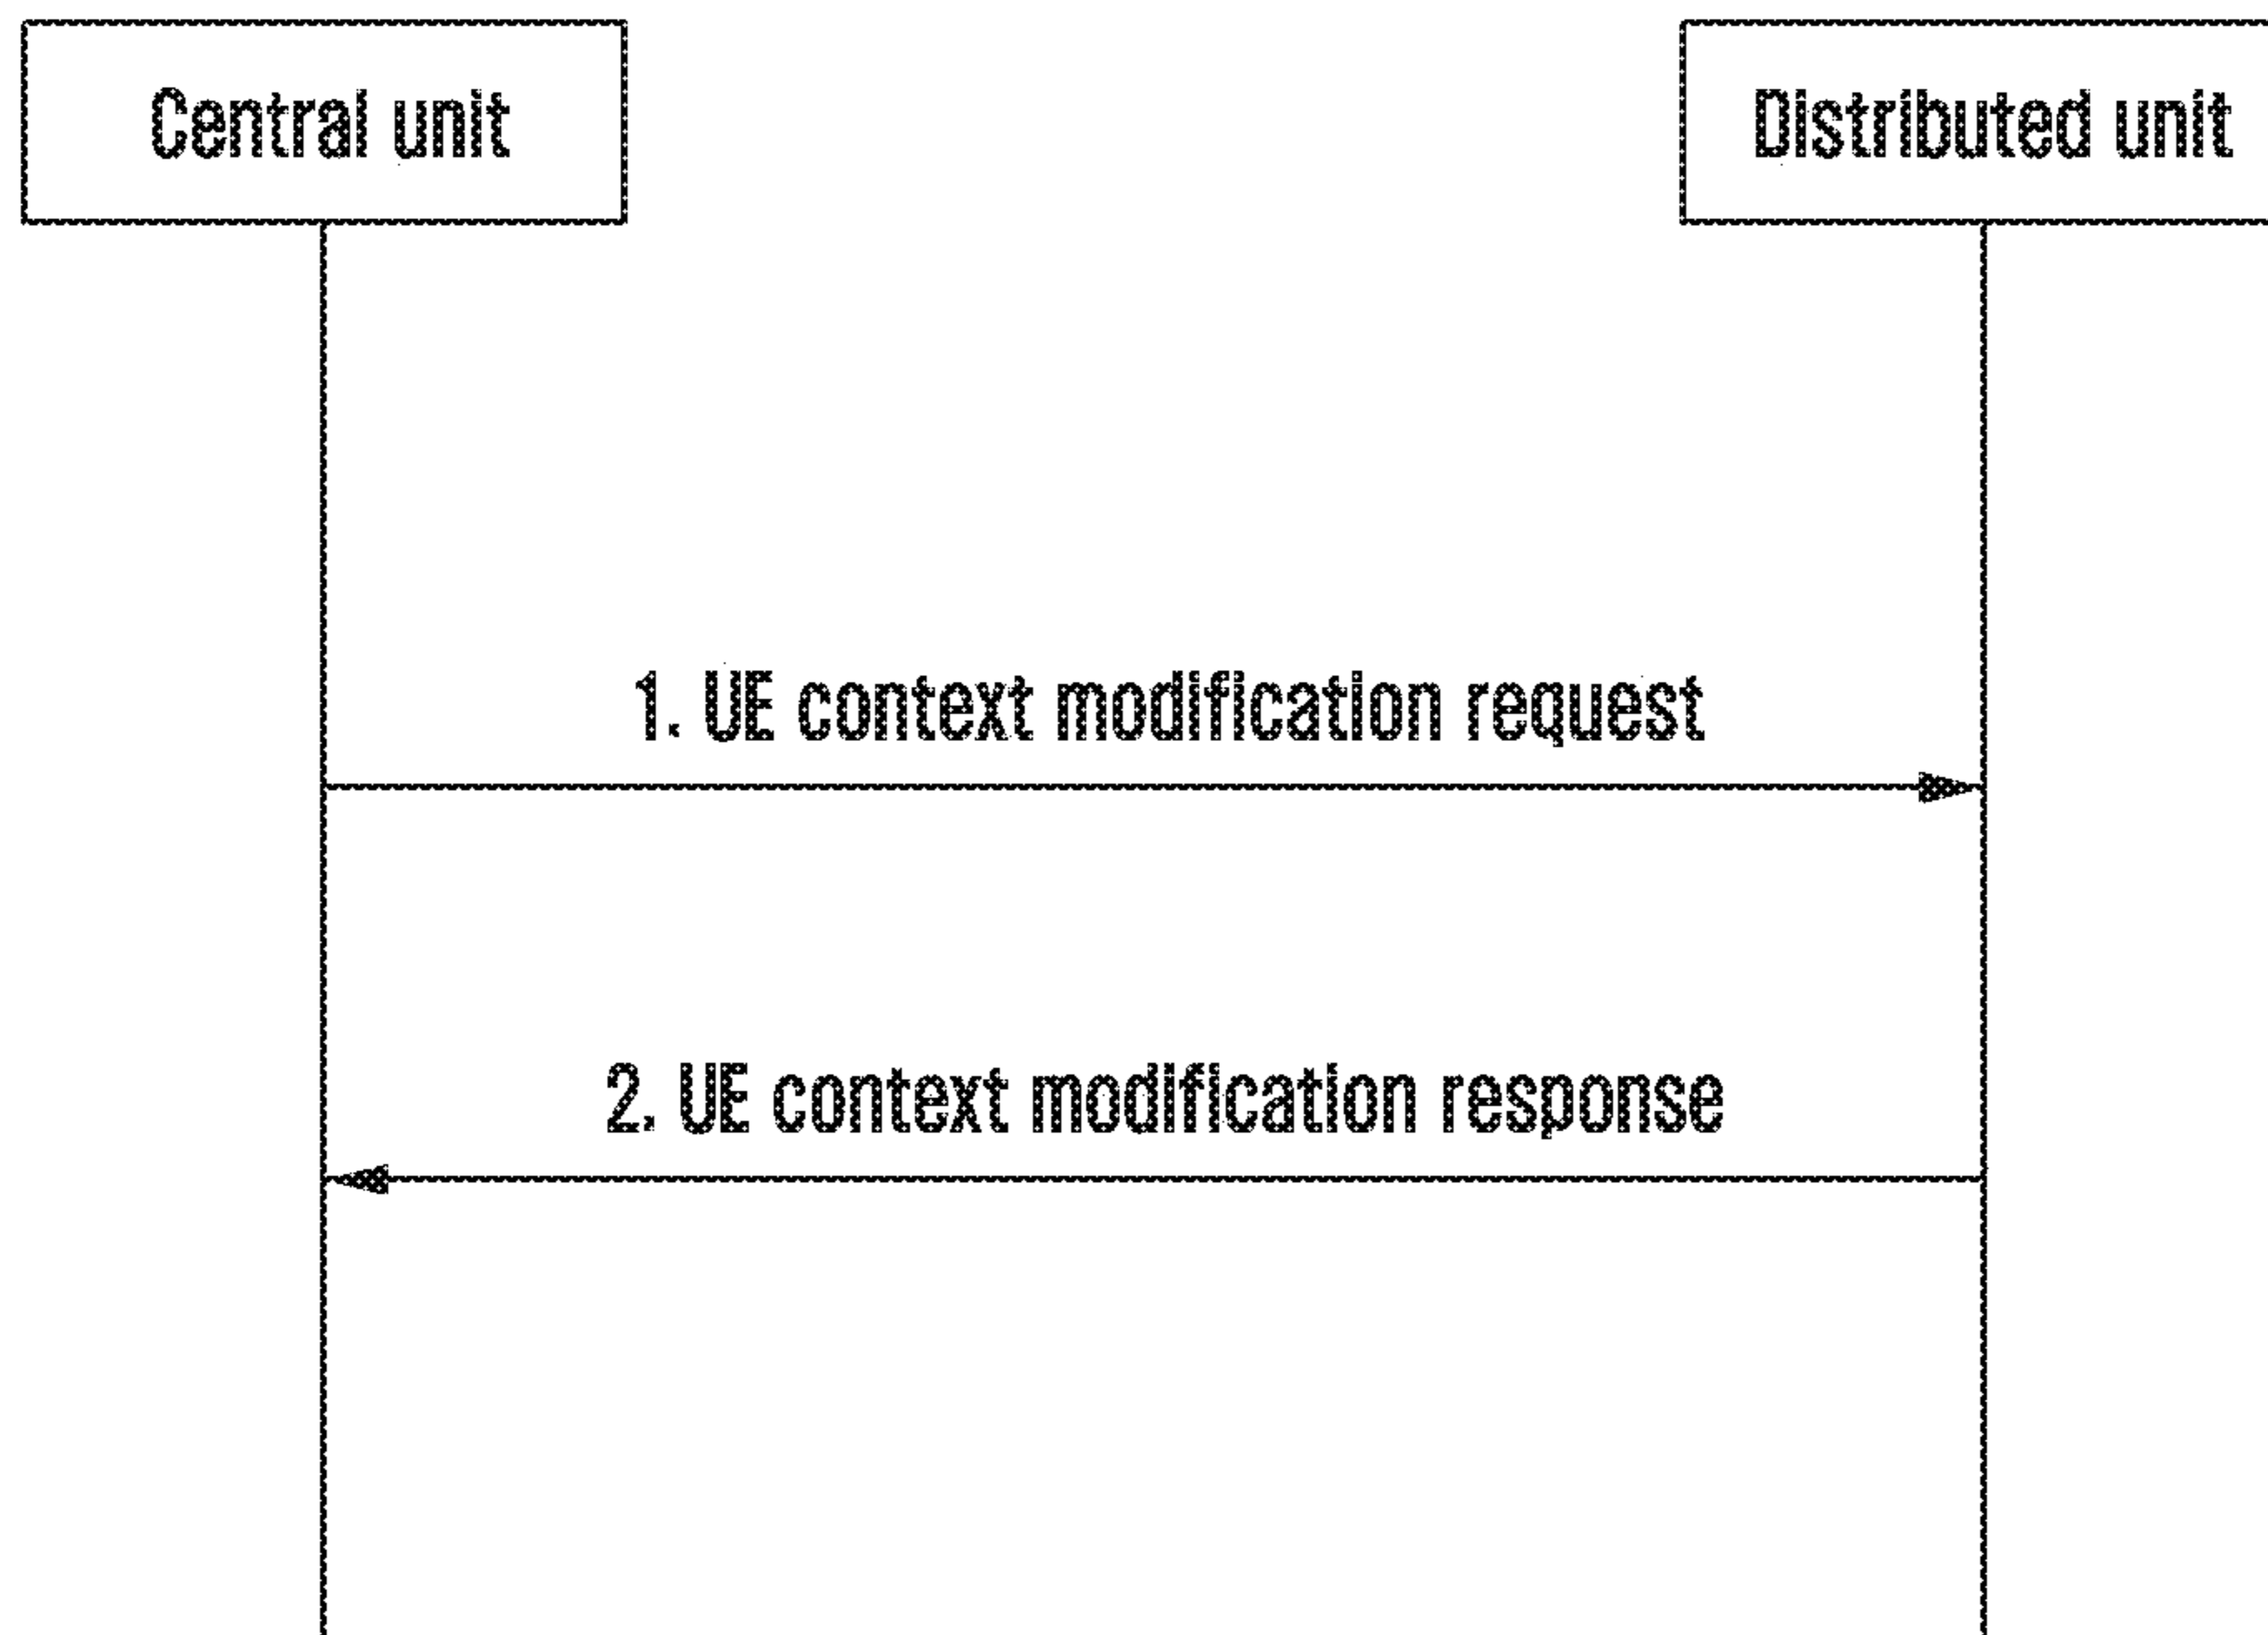 Central unit
Distributed unit
1. UE context modification request
2. UE context modification response